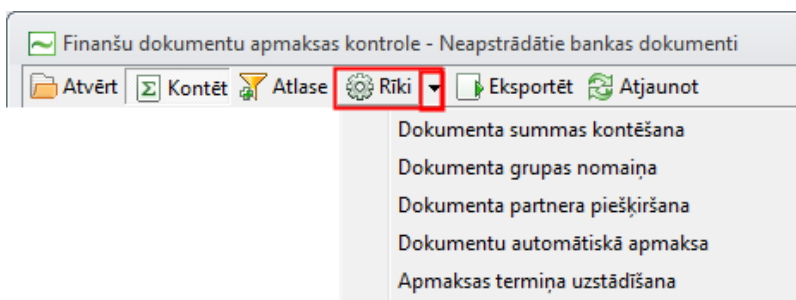 Finanšu dokumentu apmaksas kontrole - Neapstrādātie bankas dokumenti
Atvērt Kontēt Atlase Rīki Eksportēt Atjaunot
Dokumenta summas kontēšana
Dokumenta grupas nomaiņa
Dokumenta partnera piešķiršana
Dokumentu automātiskā apmaksa
Apmaksas termiņa uzstādīšana